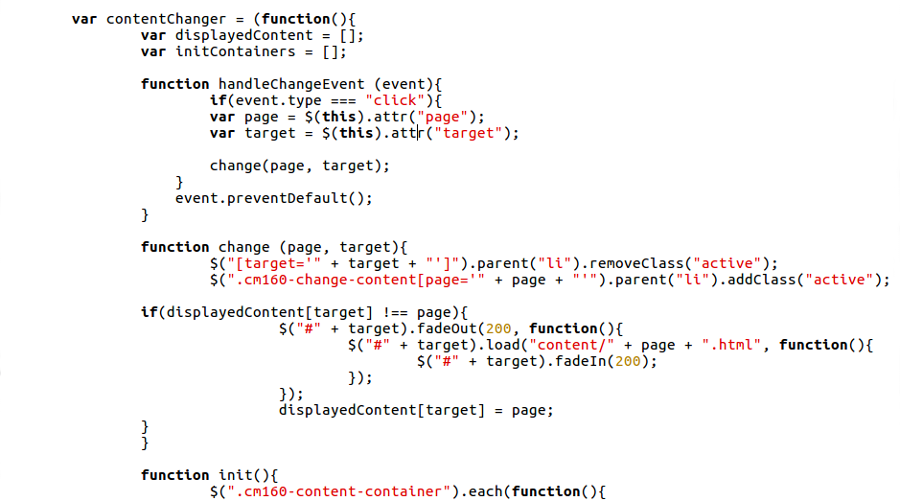 var contentChanger = (function(){
var displayedContent = [];
var initContainers = [];
function handleChangeEvent (event){
if(event.type === "click"){
var page = $(this).attr("page");
var target = $(this).attr("target");
change(page, target);
}
event.preventDefault();
}
function change (page, target){
$("[target='" + target + "']").parent("li").removeClass("active");
$(".cm160-change-content[page='" + page + "'").parent("li").addClass("active");
if(displayedContent[target] !== page){
$("#" + target).fadeOut(200, function(){
$("#" + target).load("content/" + page + ".html", function(){
$("#" + target).fadeIn(200);
});
});
displayedContent[target] = page;
}
}
function init(){
$(".cm160-content-container").each(function(){